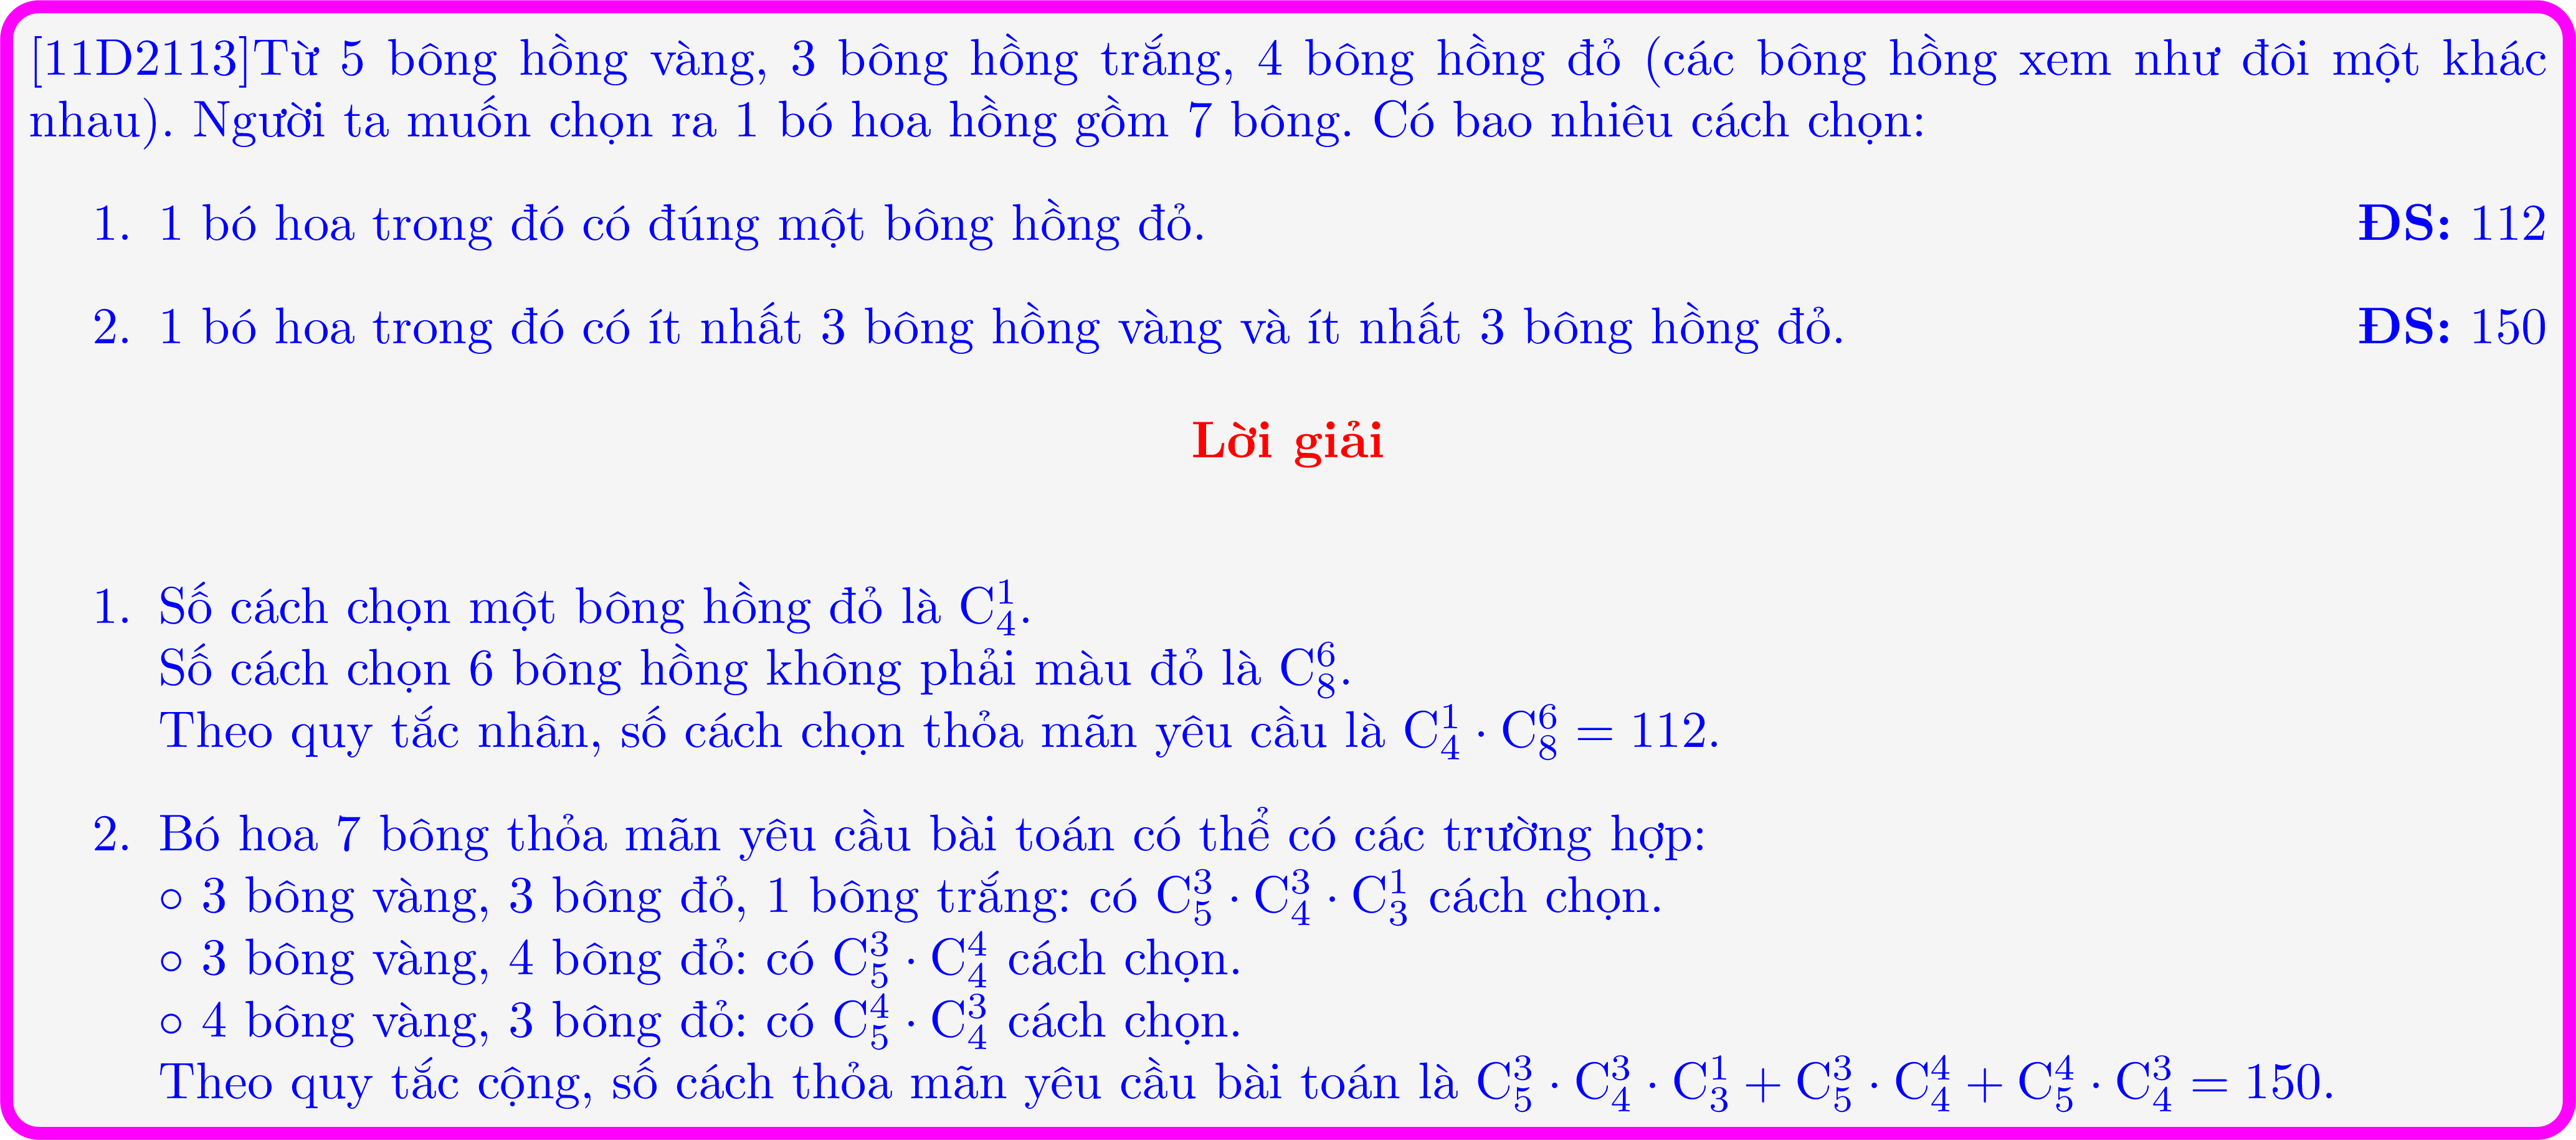 [11D2113]Từ 5 bông hồng vàng, 3 bông hồng trắng, 4 bông hồng đỏ (các bông hồng xem như đôi một khác
nhau). Người ta muốn chọn ra 1 bó hoa hồng gồm 7 bông. Có bao nhiêu cách chọn:
1. 1 bó hoa trong đó có đúng một bông hồng đỏ. ĐS: 112
2. 1 bó hoa trong đó có ít nhất 3 bông hồng vàng và ít nhất 3 bông hồng đỏ. ĐS: 150
Lời giải
1. Số cách chọn một bông hồng đỏ là $C_4^1$.
Số cách chọn 6 bông hồng không phải màu đỏ là $C_8^6$.
Theo quy tắc nhân, số cách chọn thỏa mãn yêu cầu là $C_4^1 \cdot C_8^6 = 112$.
2. Bó hoa 7 bông thỏa mãn yêu cầu bài toán có thể có các trường hợp:
∘ 3 bông vàng, 3 bông đỏ, 1 bông trắng: có $C_5^3 \cdot C_4^3 \cdot C_3^1$ cách chọn.
∘ 3 bông vàng, 4 bông đỏ: có $C_5^3 \cdot C_4^4$ cách chọn.
∘ 4 bông vàng, 3 bông đỏ: có $C_5^4 \cdot C_4^3$ cách chọn.
Theo quy tắc cộng, số cách thỏa mãn yêu cầu bài toán là $C_5^3 \cdot C_4^3 \cdot C_3^1 + C_5^3 \cdot C_4^4 + C_5^4 \cdot C_4^3 = 150$.